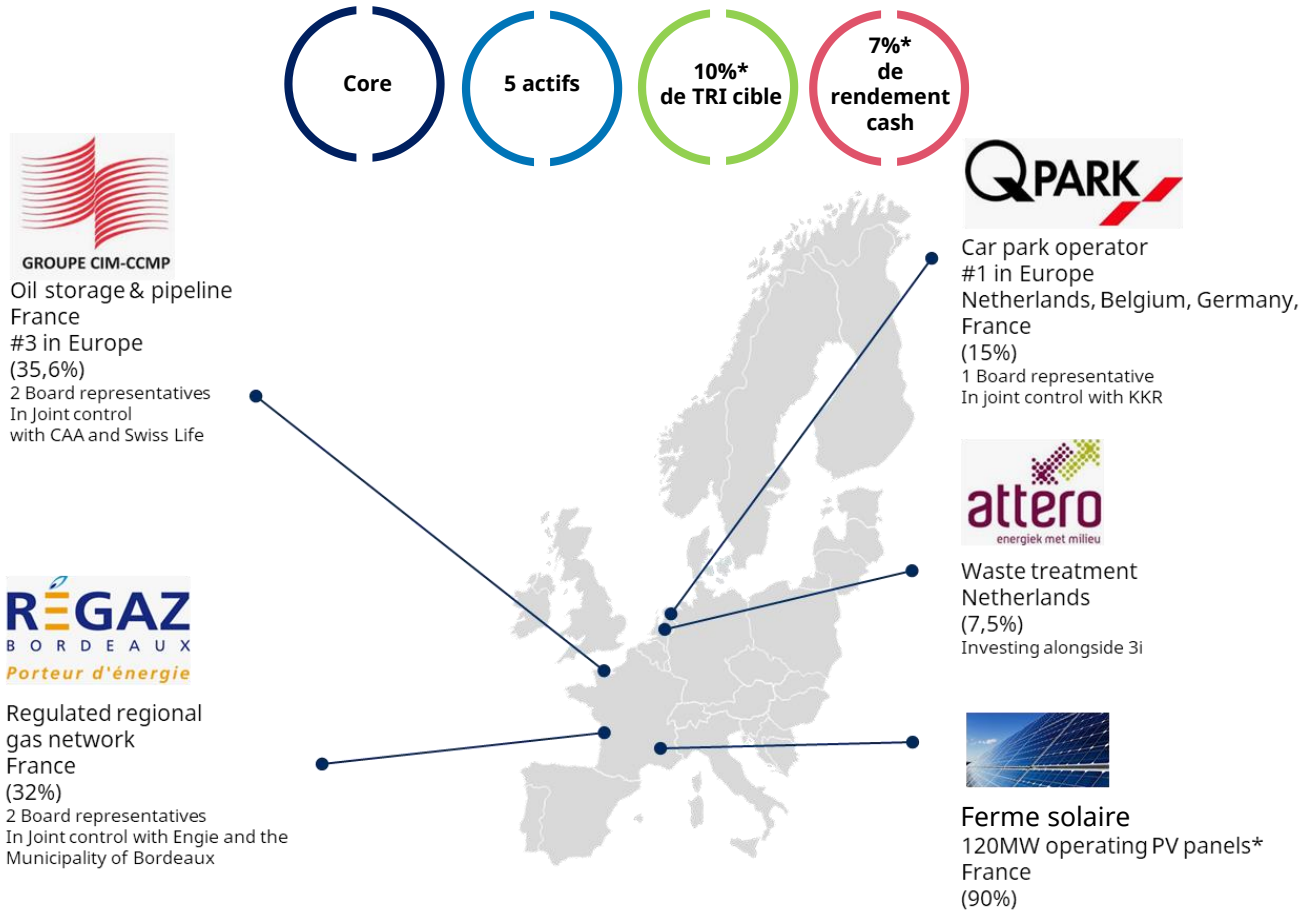 Core
5 actifs
10%*
de TRI cible
7%*
de
rendement
cash
GROUPE CIM-CCMP
Oil storage & pipeline
France
#3 in Europe
(35,6%)
2 Board representatives
In Joint control
with CAA and Swiss Life
RÉGAZ
BORDEAUX
Porteur d'énergie
Regulated regional
gas network
France
(32%)
2 Board representatives
In Joint control with Engie and the
Municipality of Bordeaux
QPARK
Car park operator
#1 in Europe
Netherlands, Belgium, Germany,
France
(15%)
1 Board representative
In joint control with KKR
attero
energiek met milieu
Waste treatment
Netherlands
(7,5%)
Investing alongside 3i
Ferme solaire
120MW operating PV panels*
France
(90%)